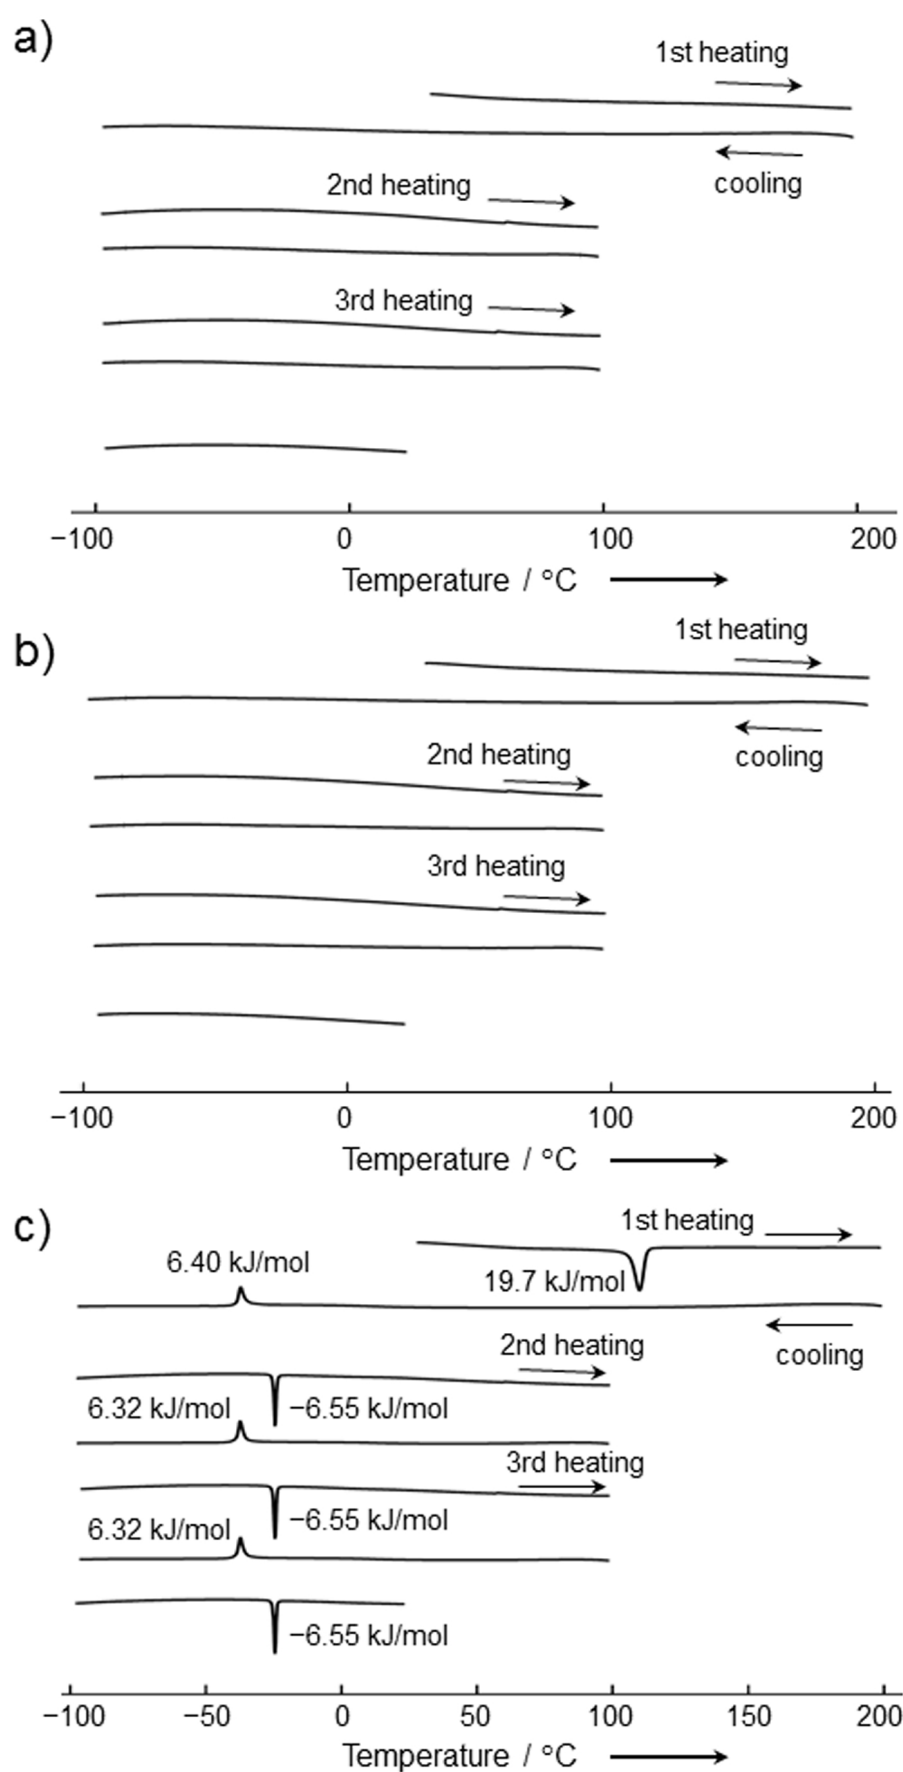 a)
1st heating
cooling
2nd heating
3rd heating
−100 0 100 200
Temperature / °C
b)
1st heating
cooling
2nd heating
3rd heating
−100 0 100 200
Temperature / °C
c)
1st heating
6.40 kJ/mol
19.7 kJ/mol
cooling
2nd heating
6.32 kJ/mol −6.55 kJ/mol
3rd heating
6.32 kJ/mol −6.55 kJ/mol
−6.55 kJ/mol
−100 −50 0 50 100 150 200
Temperature / °C